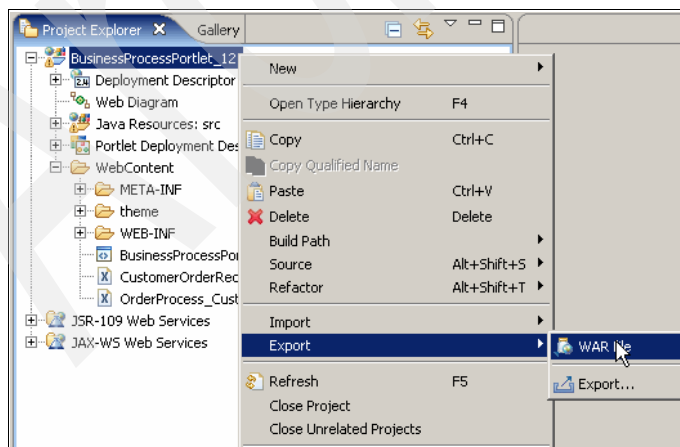 Project Explorer Gallery
BusinessProcessPortlet_12
Deployment Descriptor
Web Diagram
Java Resources: src
Portlet Deployment Des
WebContent
META-INF
theme
WEB-INF
BusinessProcessPor
CustomerOrderRec
OrderProcess_Cust
JSR-109 Web Services
JAX-WS Web Services
New
Open Type Hierarchy F4
Copy Ctrl+C
Copy Qualified Name
Paste Ctrl+V
Delete Delete
Build Path
Source Alt+Shift+S
Refactor Alt+Shift+T
Import
Export
Refresh F5
Close Project
Close Unrelated Projects
WAR file
Export...